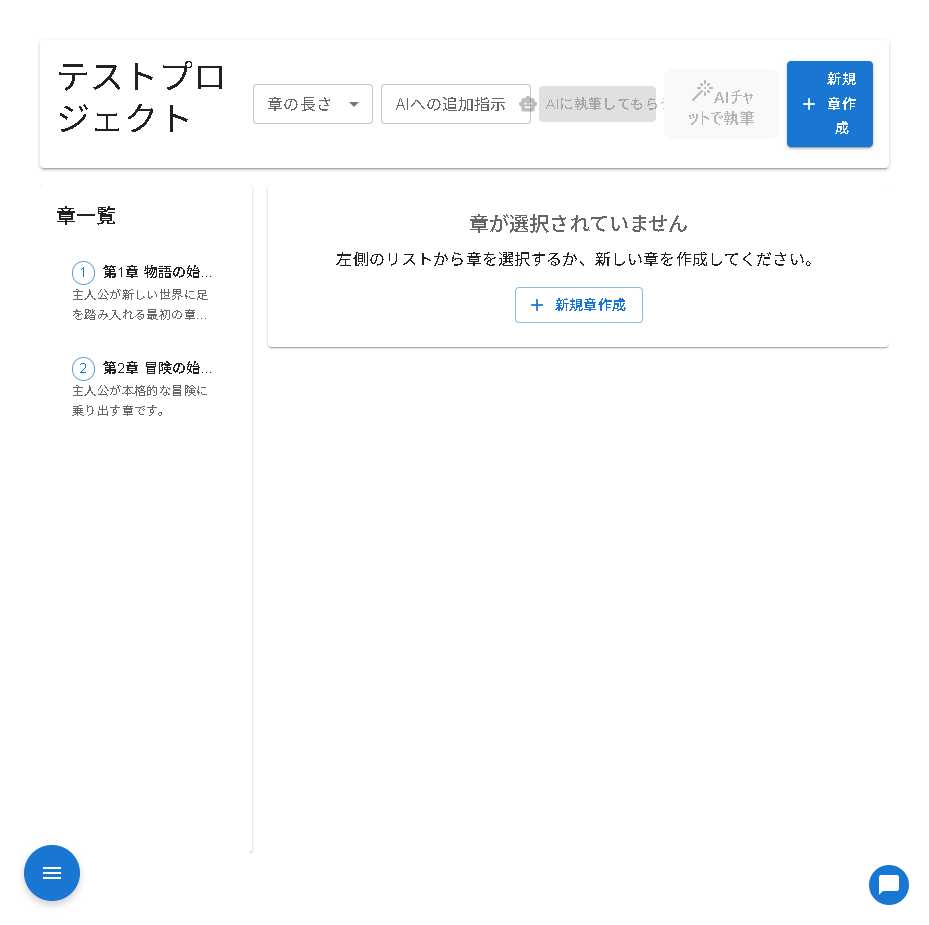 テストプロ
ジェクト
章の長さ
AIへの追加指示
AIに執筆してもら
AIチャ
ットで執筆
新規
章作
成
章一覧
1 第1章 物語の始...
主人公が新しい世界に足
を踏み入れる最初の章...
2 第2章 冒険の始...
主人公が本格的な冒険に
乗り出す章です。
章が選択されていません
左側のリストから章を選択するか、新しい章を作成してください。
新規章作成